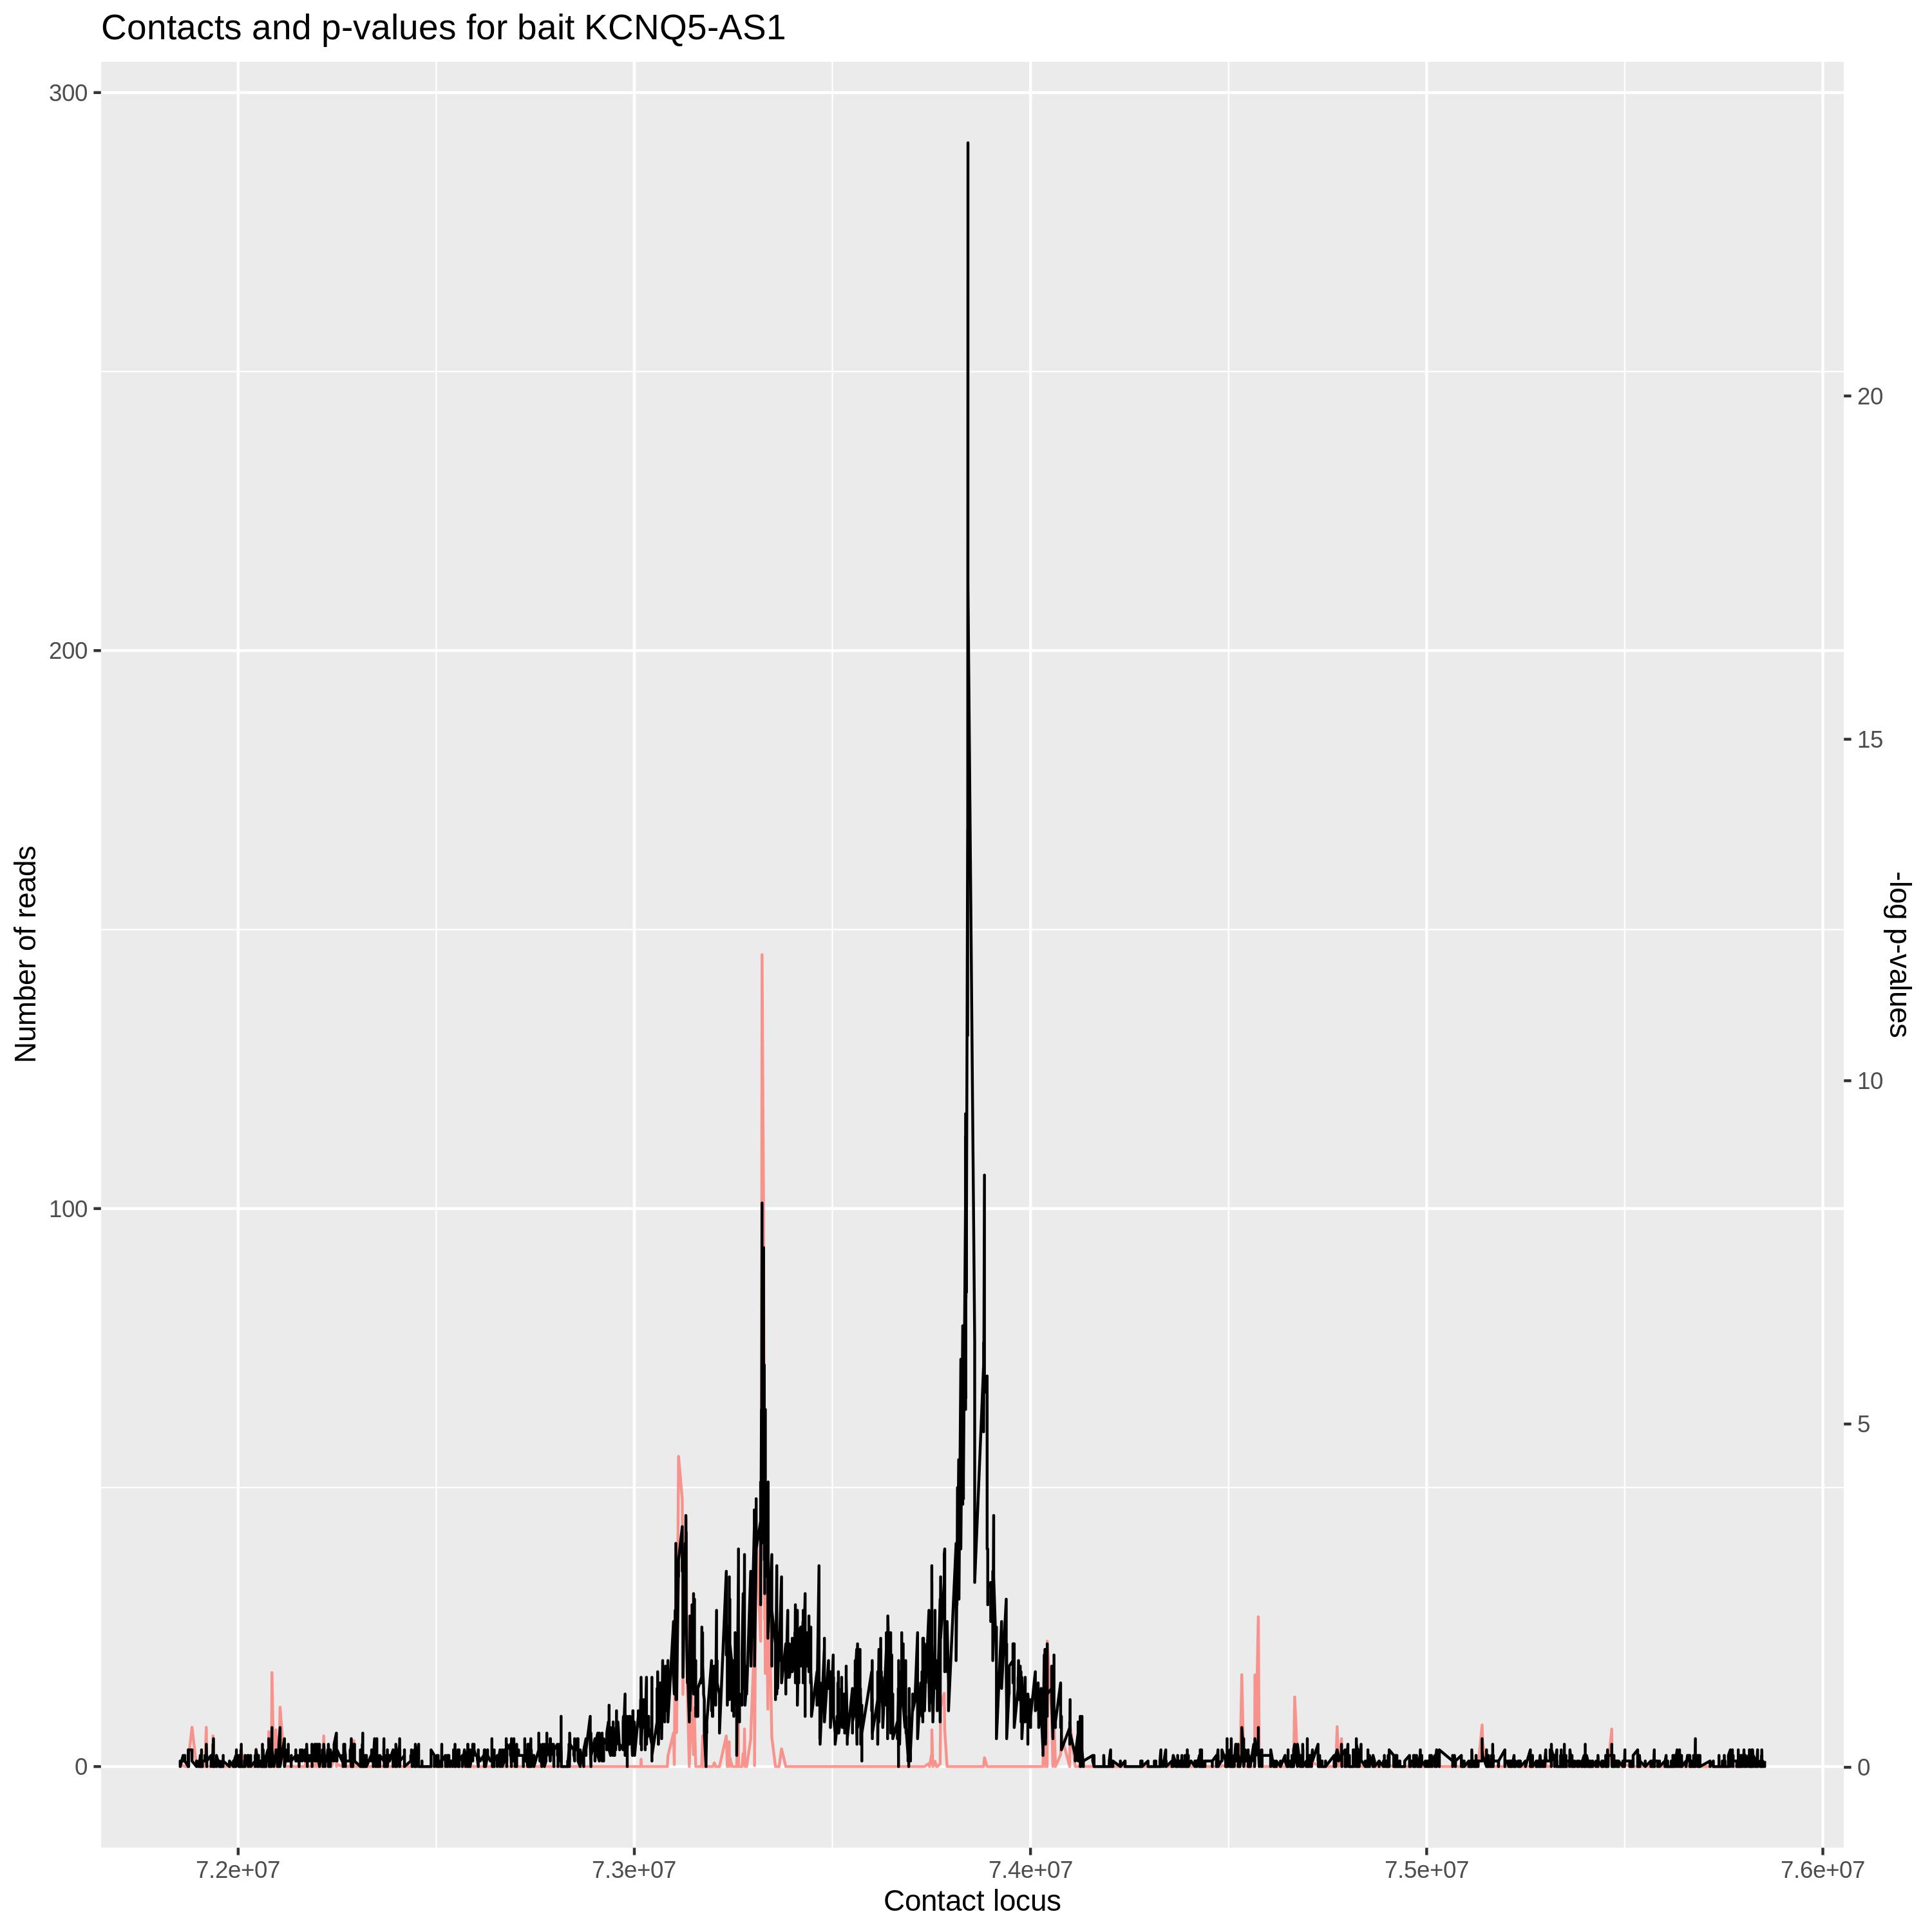 Contacts and p-values for bait KCNQ5-AS1
300
200
100
0
Number of reads
20
15
10
5
0
-log p-values
7.2e+07
7.3e+07
7.4e+07
7.5e+07
7.6e+07
Contact locus